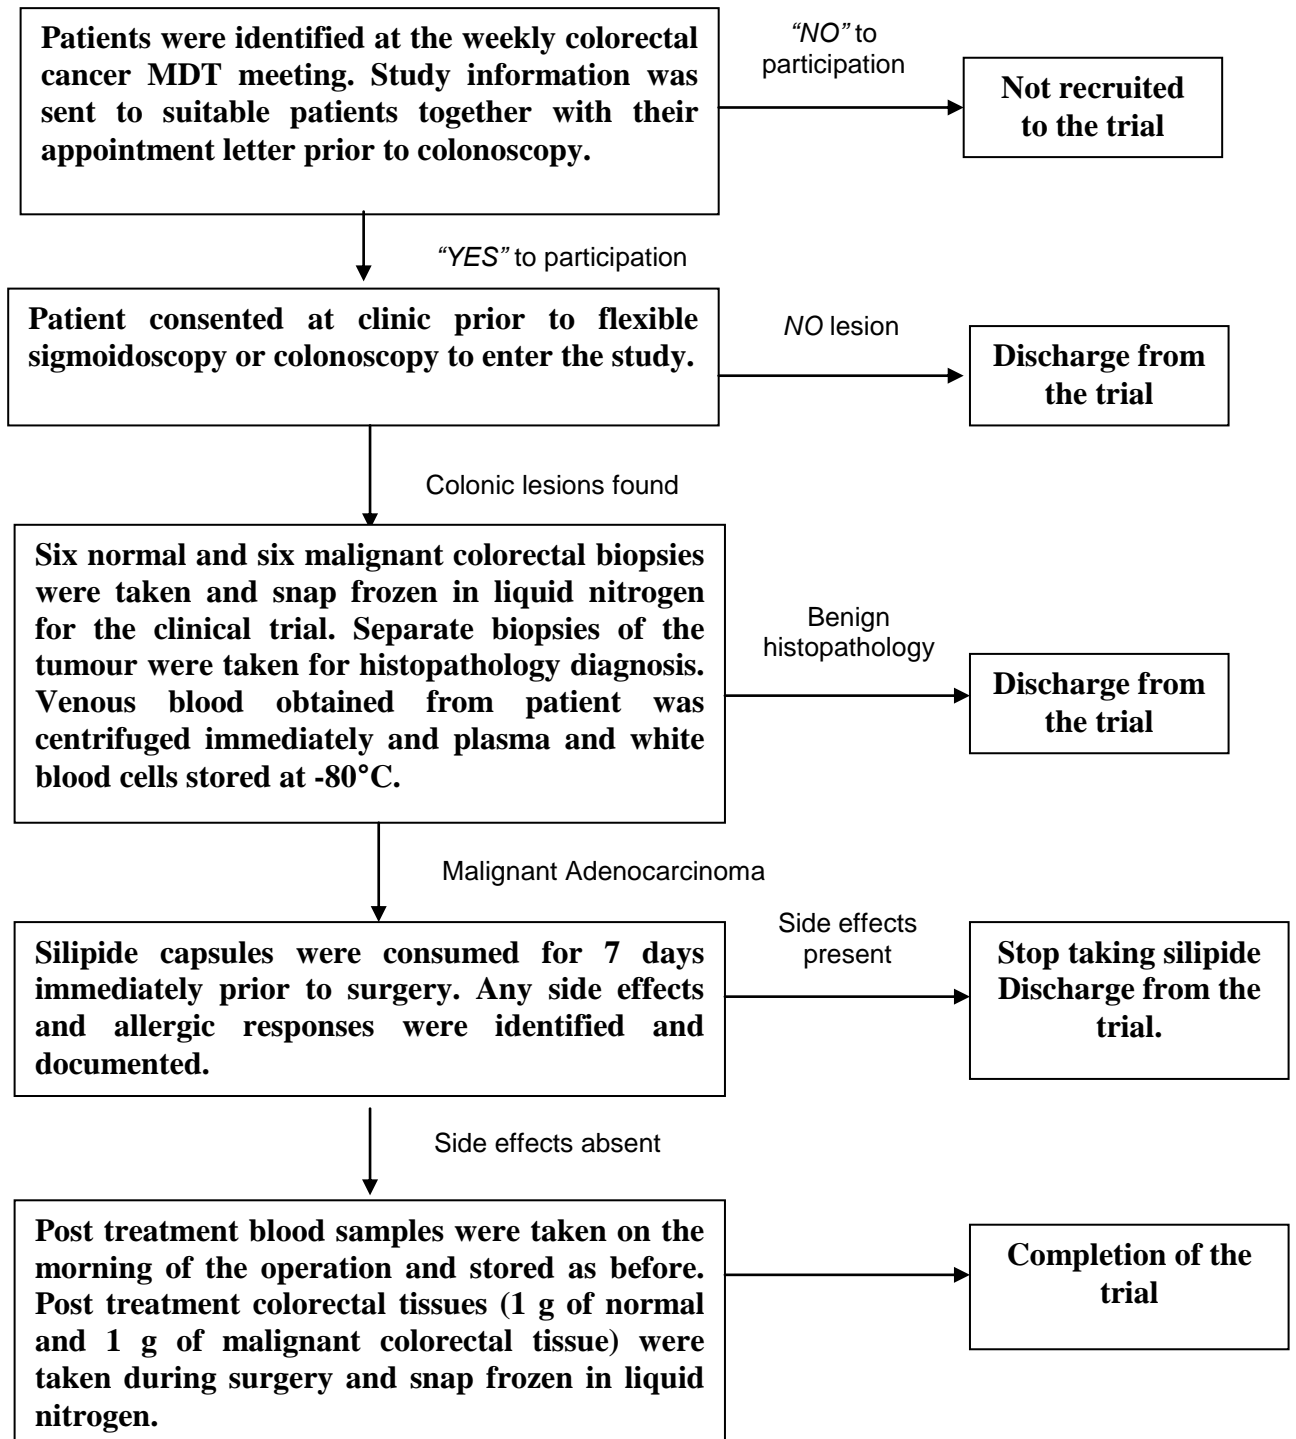 Patients were identified at the weekly colorectal
cancer MDT meeting. Study information was
sent to suitable patients together with their
appointment letter prior to colonoscopy.
“NO” to
participation
Not recruited
to the trial
“YES” to participation
Patient consented at clinic prior to flexible
sigmoidoscopy or colonoscopy to enter the study.
NO lesion
Discharge from
the trial
Colonic lesions found
Six normal and six malignant colorectal biopsies
were taken and snap frozen in liquid nitrogen
for the clinical trial. Separate biopsies of the
tumour were taken for histopathology diagnosis.
Venous blood obtained from patient was
centrifuged immediately and plasma and white
blood cells stored at -80°C.
Benign
histopathology
Discharge from
the trial
Malignant Adenocarcinoma
Silipide capsules were consumed for 7 days
immediately prior to surgery. Any side effects
and allergic responses were identified and
documented.
Side effects
present
Stop taking silipide
Discharge from the
trial.
Side effects absent
Post treatment blood samples were taken on the
morning of the operation and stored as before.
Post treatment colorectal tissues (1 g of normal
and 1 g of malignant colorectal tissue) were
taken during surgery and snap frozen in liquid
nitrogen.
Completion of the
trial